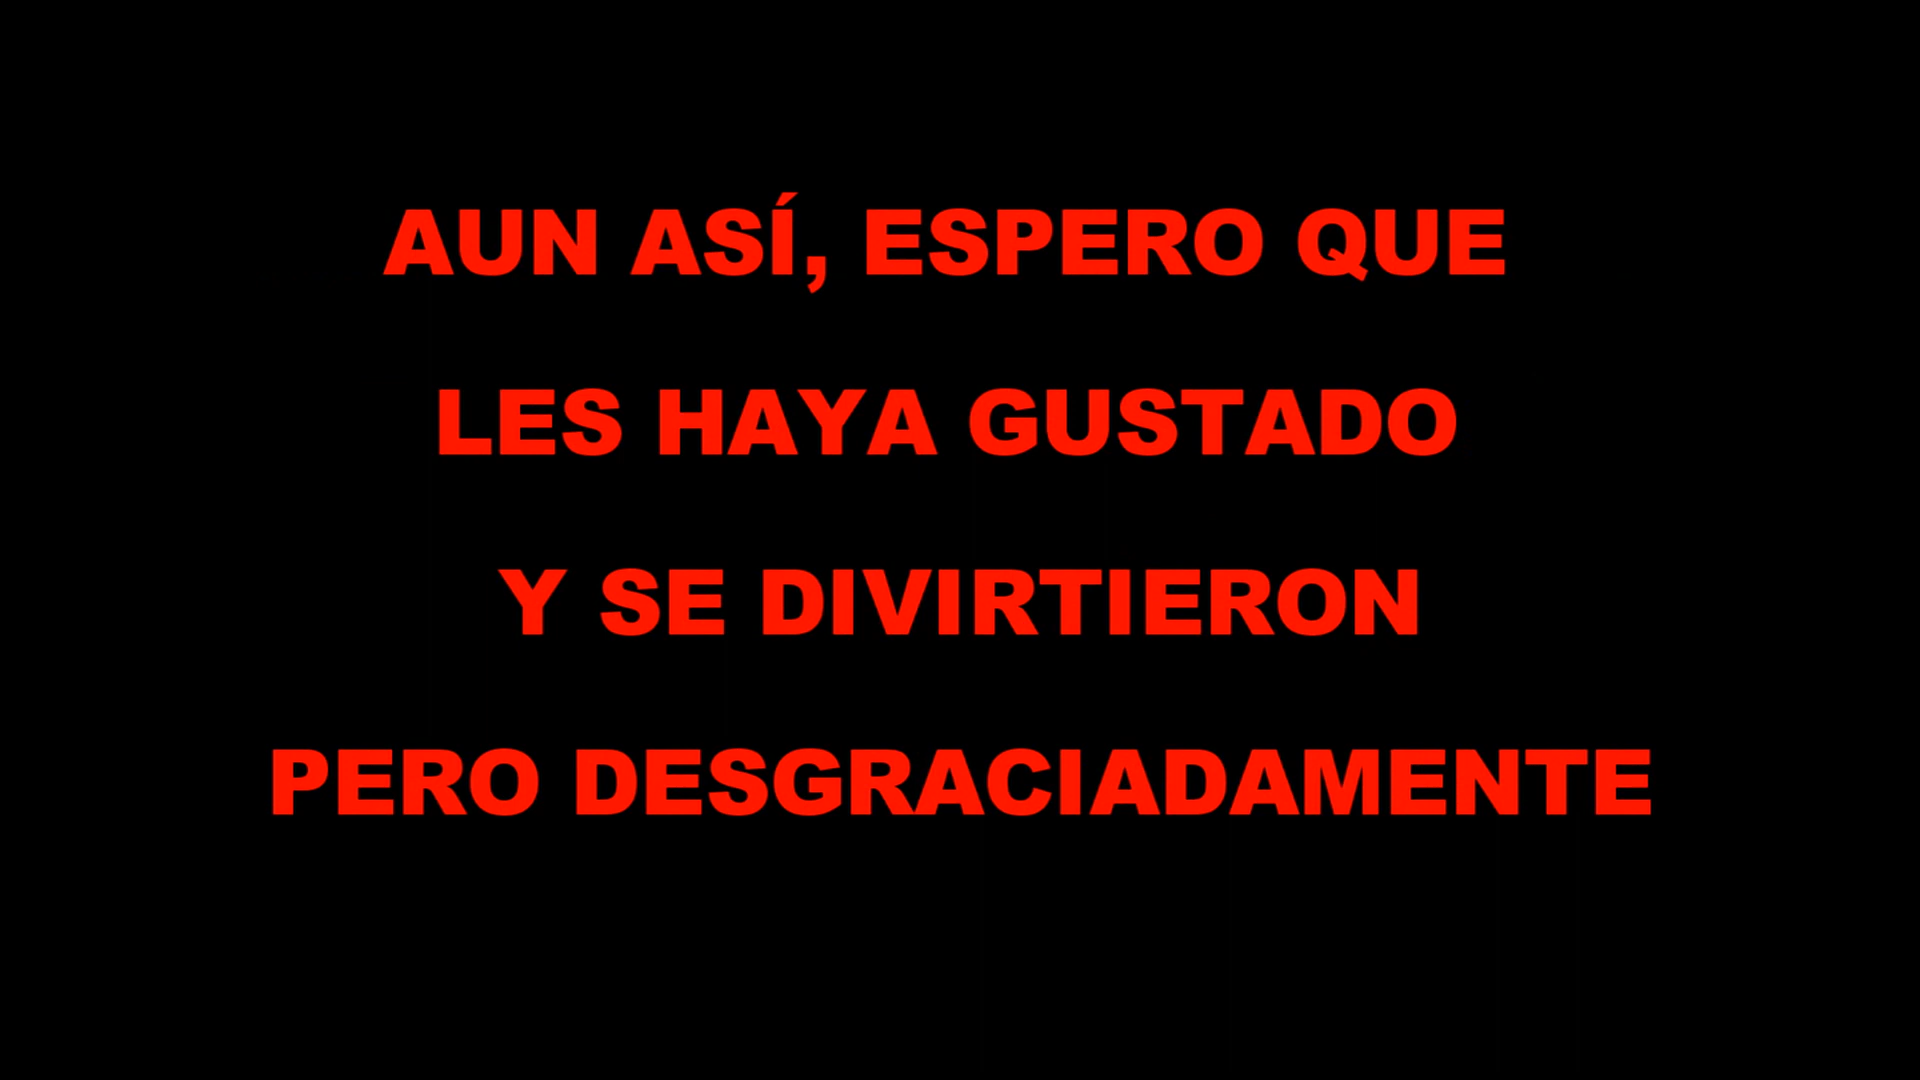 AUN ASÍ, ESPERO QUE
LES HAYA GUSTADO
Y SE DIVIRTIERON
PERO DESGRACIADAMENTE